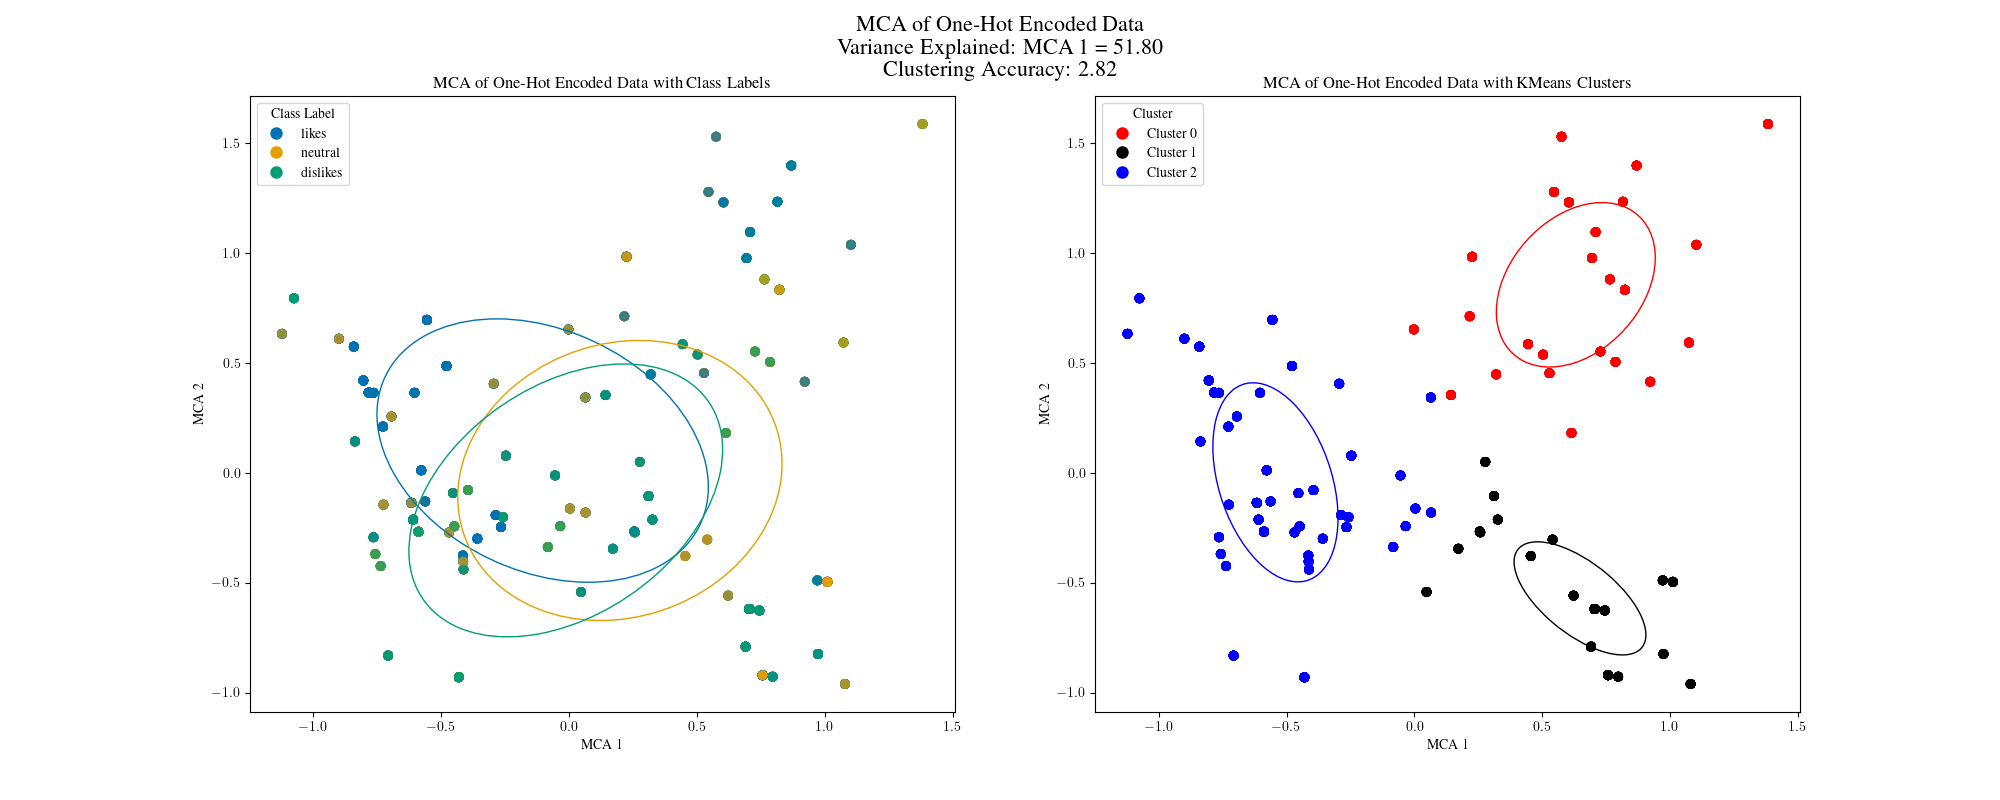 MCA of One-Hot Encoded Data
Variance Explained: MCA 1 = 51.80
Clustering Accuracy: 2.82
MCA of One-Hot Encoded Data with Class Labels
Class Label
likes
neutral
dislikes
1.5
1.0
0.5
0.0
−0.5
−1.0
MCA 2
−1.0
−0.5
0.0
0.5
1.0
1.5
MCA 1
MCA of One-Hot Encoded Data with KMeans Clusters
Cluster
Cluster 0
Cluster 1
Cluster 2
1.5
1.0
0.5
0.0
−0.5
−1.0
MCA 2
−1.0
−0.5
0.0
0.5
1.0
1.5
MCA 1